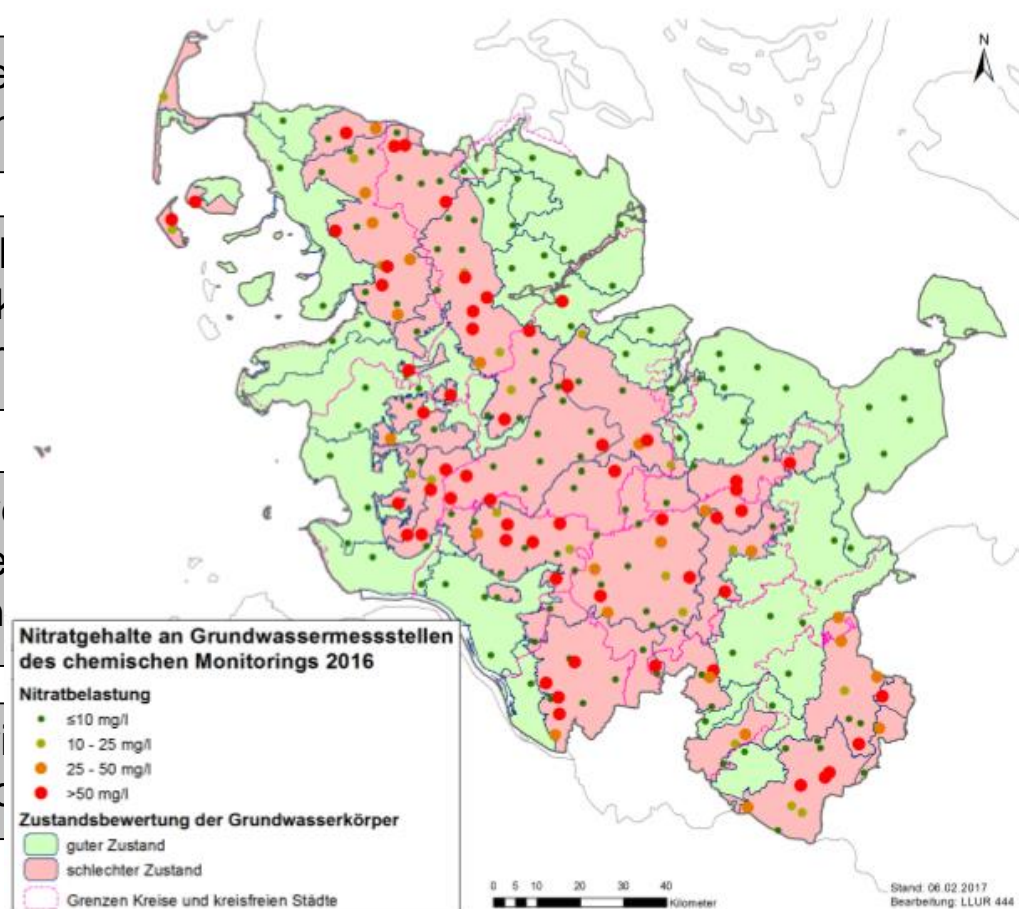 N
Nitratgehalte an Grundwassermessstellen
des chemischen Monitorings 2016
Nitratbelastung
≤10 mg/l
10 - 25 mg/l
25 - 50 mg/l
>50 mg/l
Zustandsbewertung der Grundwasserkörper
guter Zustand
schlechter Zustand
Grenzen Kreise und kreisfreien Städte
0 5 10 20 30 40
Kilometer
Stand: 06.02.2017
Bearbeitung: LLUR 444